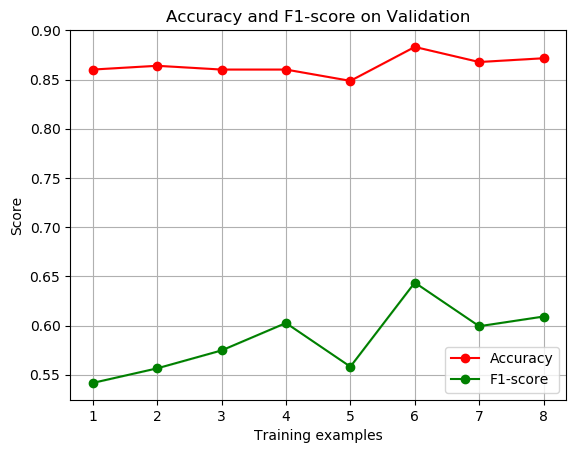 Accuracy and F1-score on Validation
0.90
0.85
0.80
0.75
0.70
0.65
0.60
0.55
Score
1 2 3 4 5 6 7 8
Training examples
Accuracy
F1-score